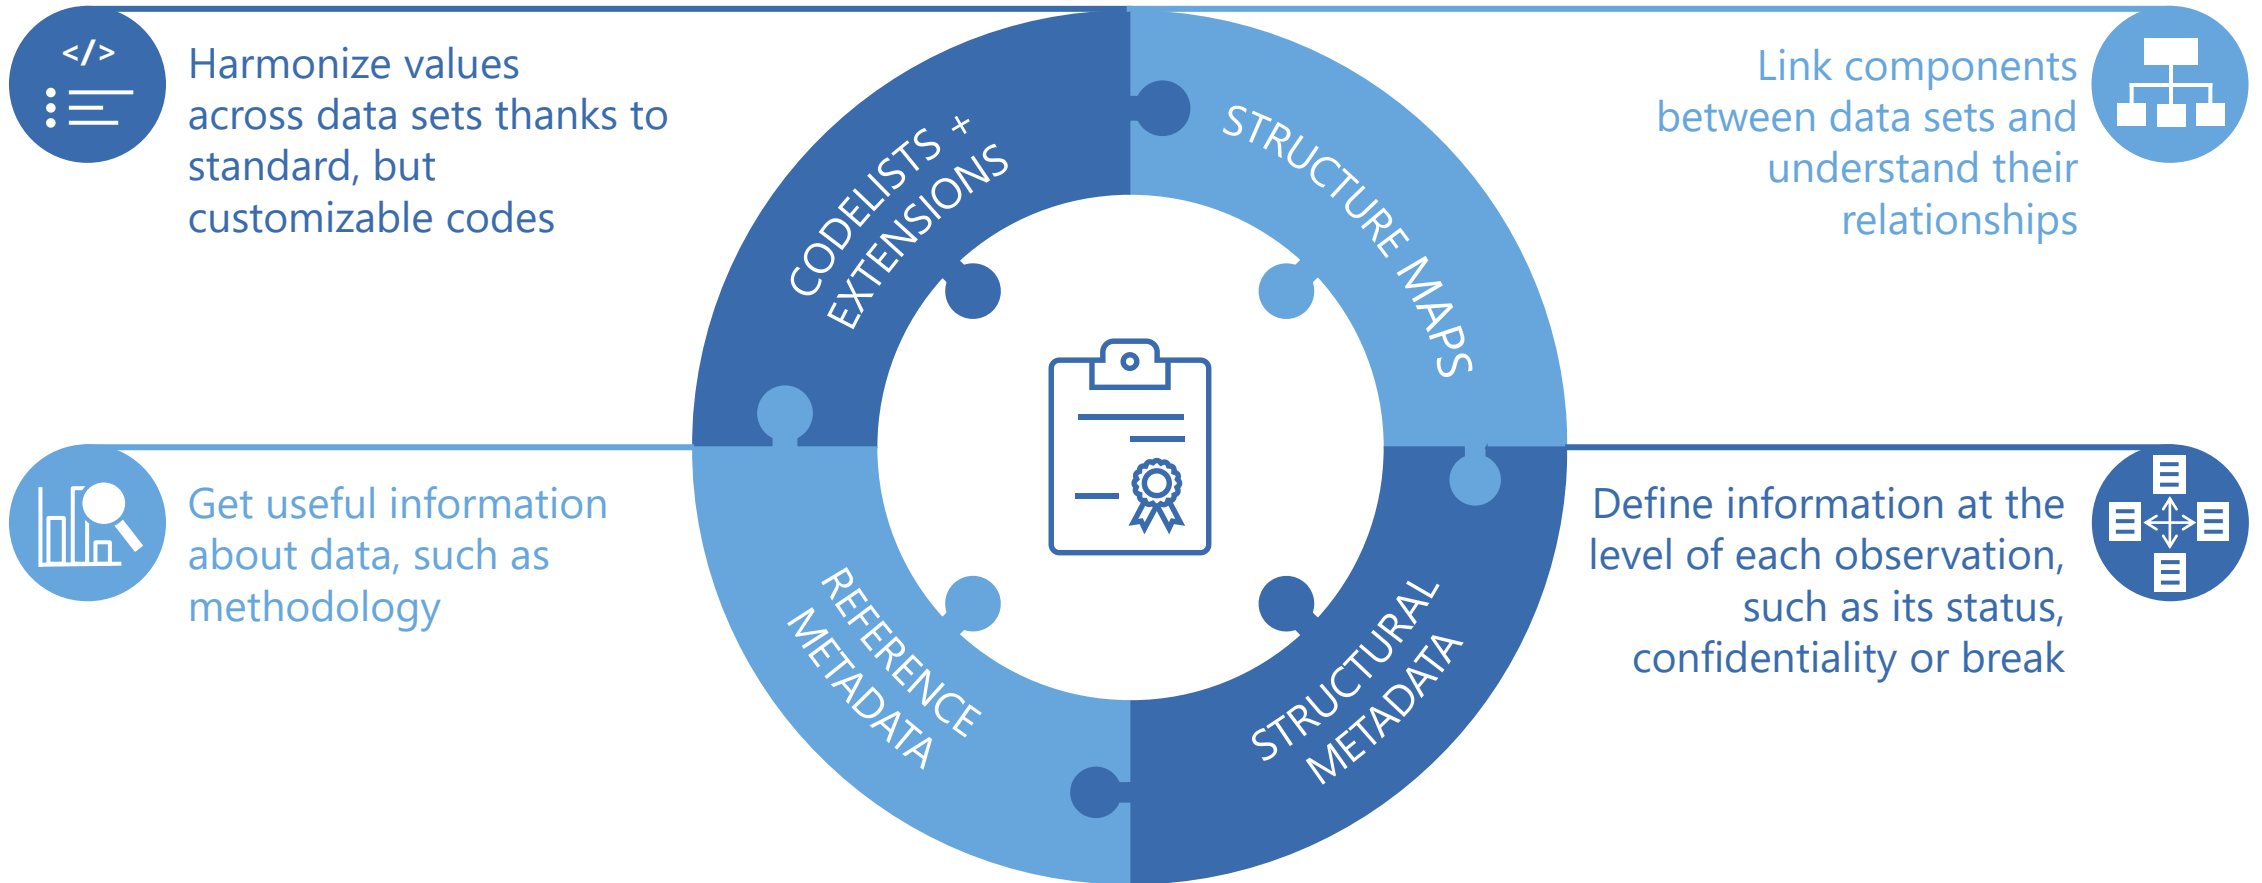 </>
Harmonize values
across data sets thanks to
standard, but
customizable codes
CODELISTS +
EXTENSIONS
STRUCTURE MAPS
Link components
between data sets and
understand their
relationships
Get useful information
about data, such as
methodology
REFERENCE
METADATA
STRUCTURAL
METADATA
Define information at the
level of each observation,
such as its status,
confidentiality or break